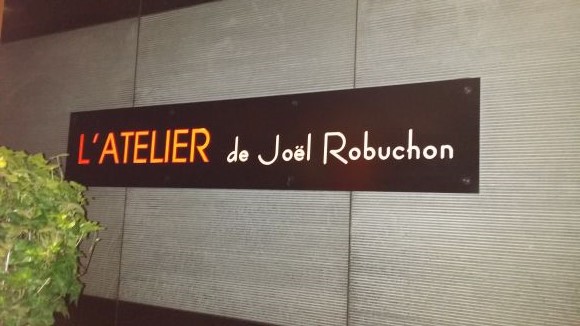 L'ATELIER de Joël Robuchon